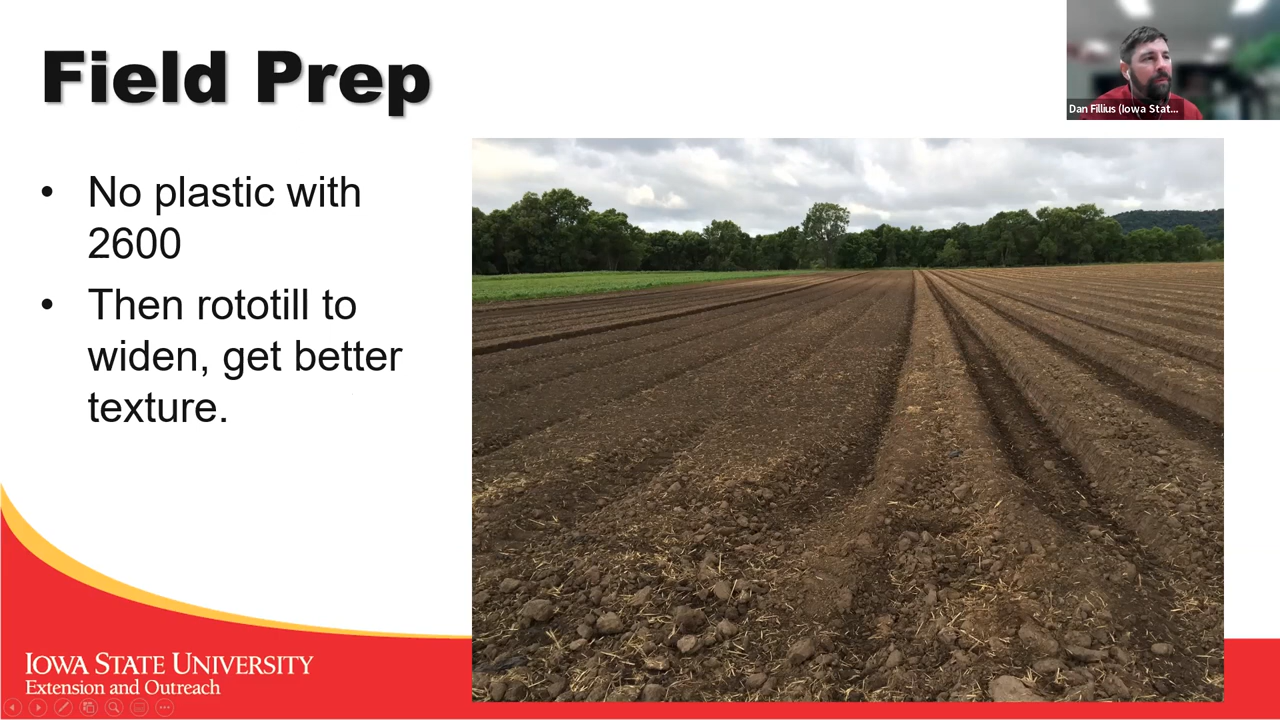 Field Prep
Dan Fillius (Iowa Stat...
• No plastic with
2600
• Then rototill to
widen, get better
texture.
IOWA STATE UNIVERSITY
Extension and Outreach